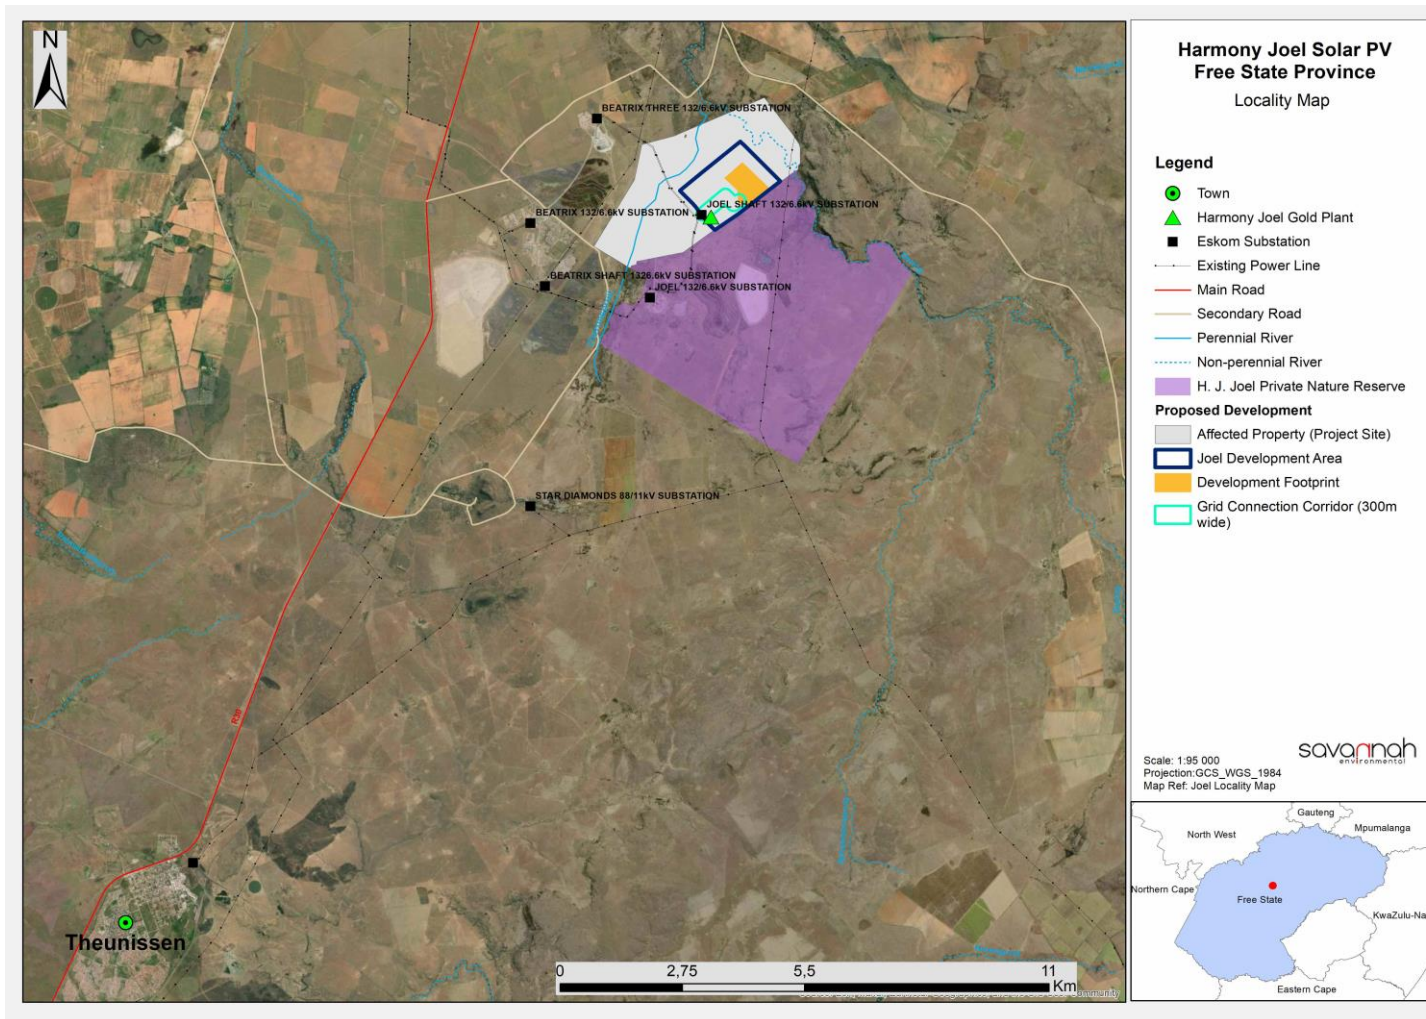 N
BEATRIX THREE 132/6.6kV SUBSTATION
JOEL SHAFT 132/6.6kV SUBSTATION
BEATRIX 132/6.6kV SUBSTATION
BEATRIX SHAFT 1326.6kV SUBSTATION
JOEL 132/6.6kV SUBSTATION
STAR DIAMONDS 88/11kV SUBSTATION
R30
Theunissen
0
2,75
5,5
11
Km
Harmony Joel Solar PV
Free State Province
Locality Map
Legend
Town
Harmony Joel Gold Plant
Eskom Substation
Existing Power Line
Main Road
Secondary Road
Perennial River
Non-perennial River
H. J. Joel Private Nature Reserve
Proposed Development
Affected Property (Project Site)
Joel Development Area
Development Footprint
Grid Connection Corridor (300m
wide)
savannah
environmental
Scale: 1:95 000
Projection:GCS_WGS_1984
Map Ref: Joel Locality Map
Gauteng
North West
Mpumalanga
Northern Cape
Free State
KwaZulu-Na
Eastern Cape